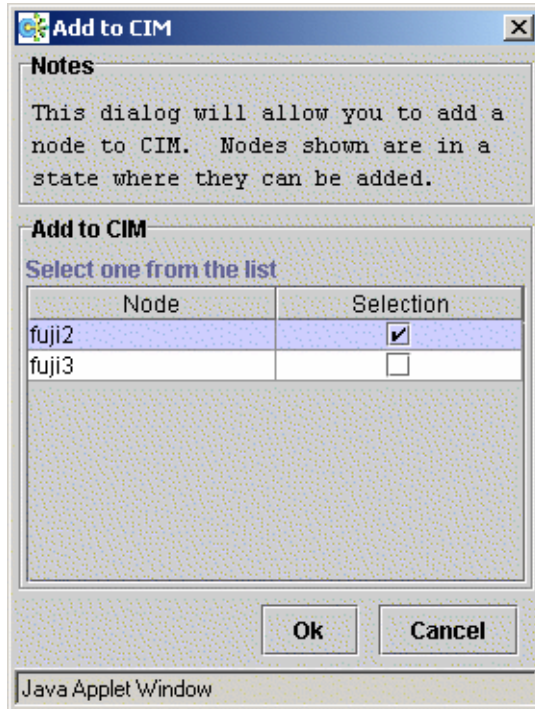 Add to CIM
Notes
This dialog will allow you to add a
node to CIM.  Nodes shown are in a
state where they can be added.
Add to CIM
Select one from the list
Node Selection
fuji2
fuji3
Ok Cancel
Java Applet Window